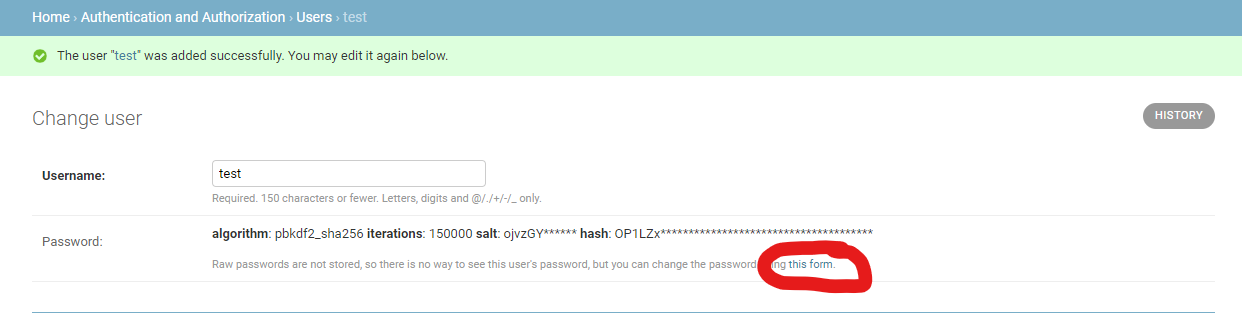 Home › Authentication and Authorization › Users › test
The user "test" was added successfully. You may edit it again below.
Change user
HISTORY
Username:
test
Required. 150 characters or fewer. Letters, digits and @/./+/-/_ only.
Password:
algorithm: pbkdf2_sha256 iterations: 150000 salt: ojvzGY****** hash: OP1LZx**************************************
Raw passwords are not stored, so there is no way to see this user's password, but you can change the password this form.